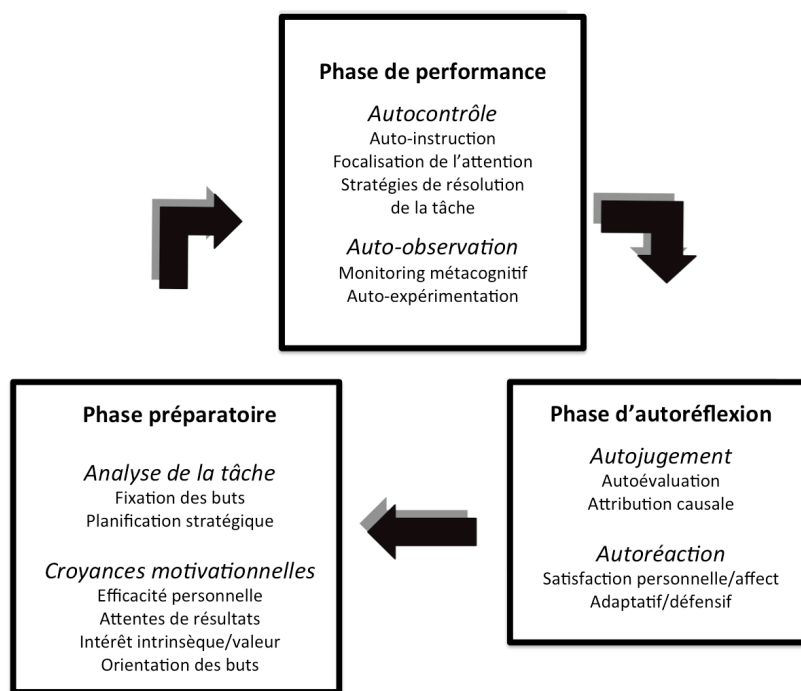 Phase de performance
Autocontrôle
Auto-instruction
Focalisation de l’attention
Stratégies de résolution
de la tâche
Auto-observation
Monitoring métacognitif
Auto-expérimentation
Phase préparatoire
Analyse de la tâche
Fixation des buts
Planification stratégique
Croyances motivationnelles
Efficacité personnelle
Attentes de résultats
Intérêt intrinsèque/valeur
Orientation des buts
Phase d’autoréflexion
Autojugement
Autoévaluation
Attribution causale
Autoréaction
Satisfaction personnelle/affect
Adaptatif/défensif